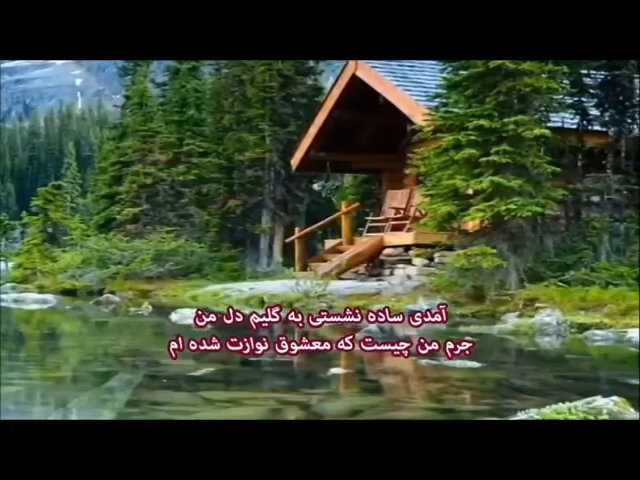 آمدی ساده نشستی به گلیم دل من
جرم من چیست که معشوق نوازت شده ام